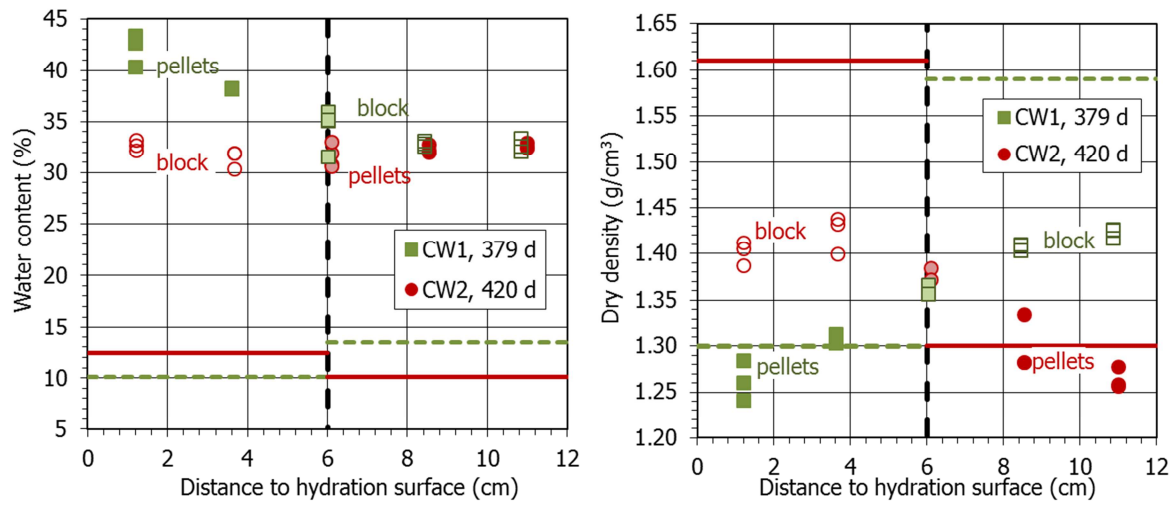 Water content (%)
45
40
35
30
25
20
15
10
5
pellets
block
block
pellets
CW1, 379 d
CW2, 420 d
0 2 4 6 8 10 12
Distance to hydration surface (cm)
Dry density (g/cm³)
1.65
1.60
1.55
1.50
1.45
1.40
1.35
1.30
1.25
1.20
CW1, 379 d
CW2, 420 d
block
block
pellets
pellets
0 2 4 6 8 10 12
Distance to hydration surface (cm)